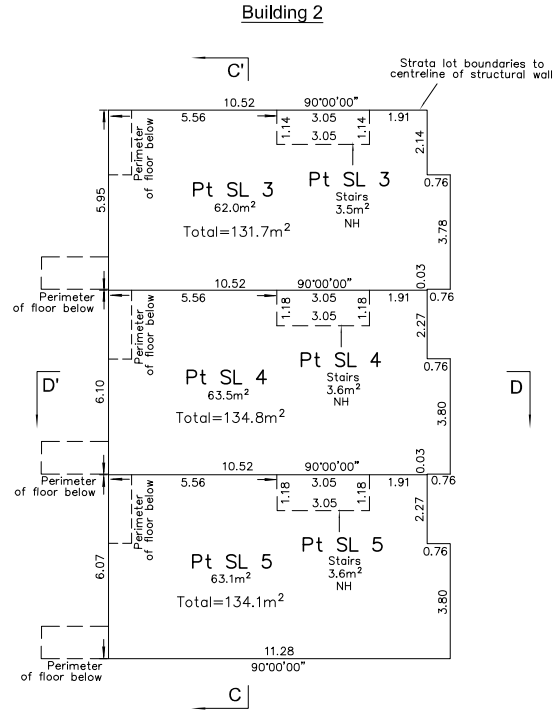 Building 2
C'
Strata lot boundaries to
centreline of structural wall
10.52
90°00'00"
5.56
3.05
1.91
1.14
3.05
1.14
2.14
Perimeter
of floor below
5.95
Pt SL 3
62.0m²
Total=131.7m²
Pt SL 3
Stairs
3.5m²
NH
0.76
3.78
0.03
Perimeter
of floor below
10.52
90°00'00"
5.56
3.05
1.91
0.76
1.18
3.05
1.18
2.27
Perimeter
of floor below
D'
6.10
Pt SL 4
63.5m²
Total=134.8m²
Pt SL 4
Stairs
3.6m²
NH
0.76
3.80
D
0.03
Perimeter
of floor below
10.52
90°00'00"
5.56
3.05
1.91
0.76
1.18
3.05
1.18
2.27
Perimeter
of floor below
6.07
Pt SL 5
63.1m²
Total=134.1m²
Pt SL 5
Stairs
3.6m²
NH
0.76
3.80
Perimeter
of floor below
11.28
90°00'00"
C